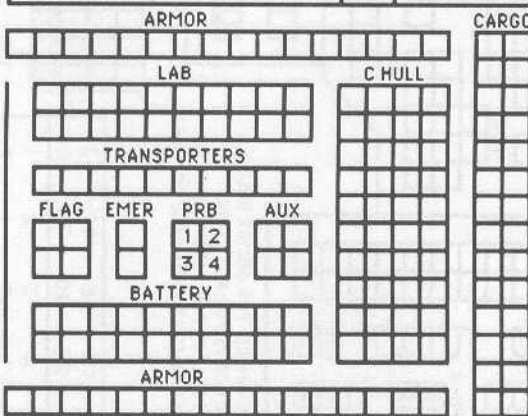 ARMOR CARGO
LAB C HULL
TRANSPORTERS
FLAG EMER PRB AUX
1 2
3 4
BATTERY
ARMOR